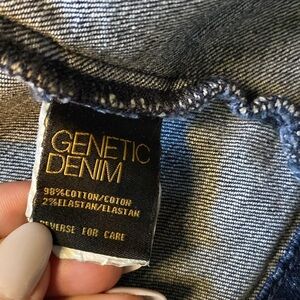 GENETIC
DENIM
98%COTTON/COTON
2%ELASTAN/ELASTAN
REVERSE FOR CARE